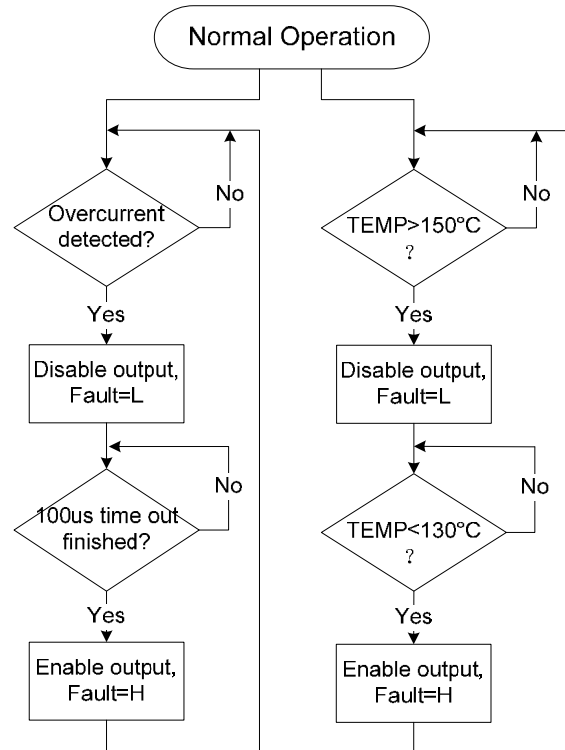 Normal Operation
No
Overcurrent
detected?
Yes
Disable output,
Fault=L
No
100us time out
finished?
Yes
Enable output,
Fault=H
No
TEMP>150°C
?
Yes
Disable output,
Fault=L
No
TEMP<130°C
?
Yes
Enable output,
Fault=H